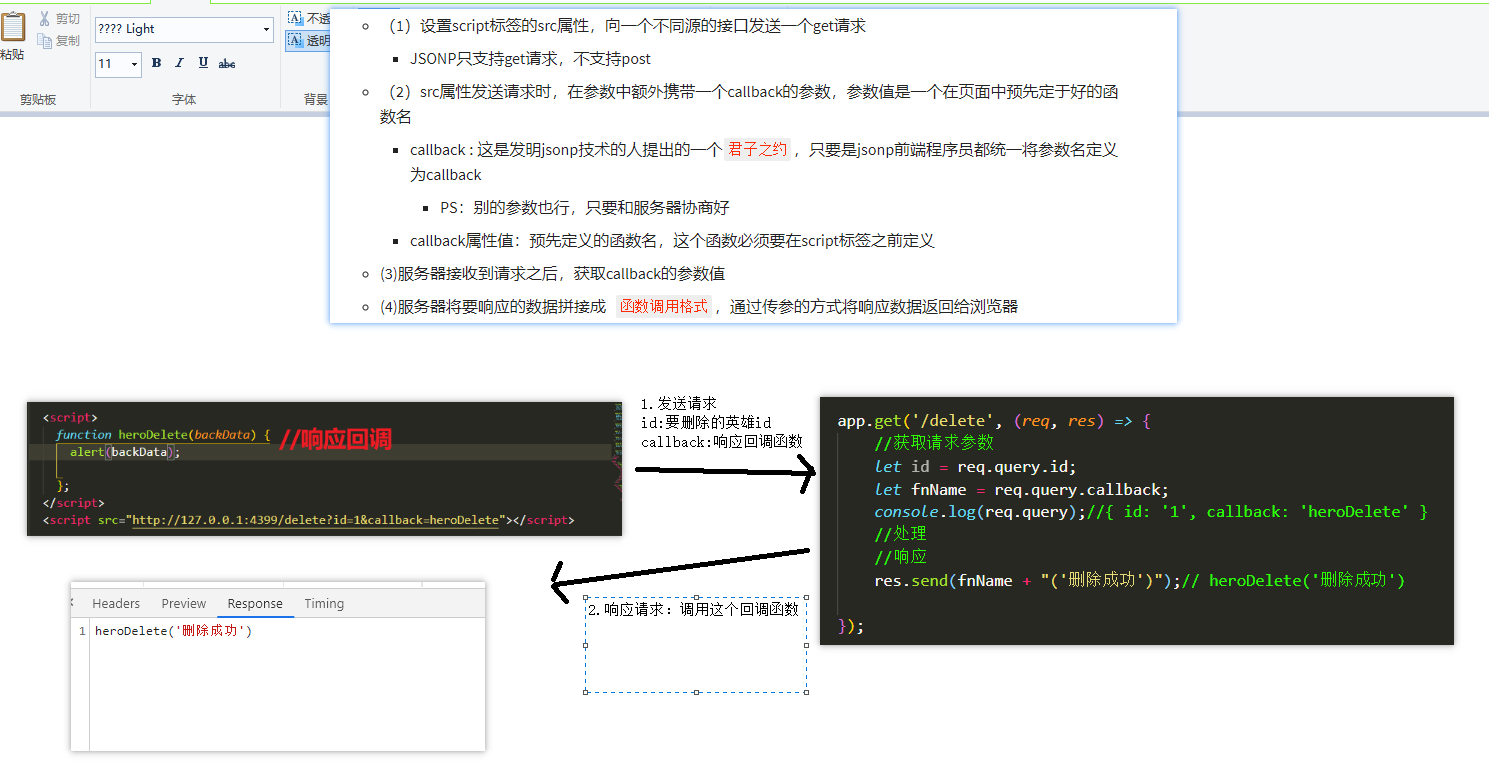 剪切
复制
粘贴
剪贴板
???? Light
11
B I U abc
字体
不透
透明
背景
（1）设置script标签的src属性，向一个不同源的接口发送一个get请求
JSONP只支持get请求，不支持post
（2）src属性发送请求时，在参数中额外携带一个callback的参数，参数值是一个在页面中预先定于好的函
数名
callback : 这是发明jsonp技术的人提出的一个 君子之约 ，只要是jsonp前端程序员都统一将参数名定义
为callback
PS：别的参数也行，只要和服务器协商好
callback属性值：预先定义的函数名，这个函数必须要在script标签之前定义
(3)服务器接收到请求之后，获取callback的参数值
(4)服务器将要响应的数据拼接成 函数调用格式 ，通过传参的方式将响应数据返回给浏览器
<script>
function heroDelete(backData) { //响应回调
alert(backData);
};
</script>
<script src="http://127.0.0.1:4399/delete?id=1&callback=heroDelete"></script>
1.发送请求
id:要删除的英雄id
callback:响应回调函数
app.get('/delete', (req, res) => {
//获取请求参数
let id = req.query.id;
let fnName = req.query.callback;
console.log(req.query);//{ id: '1', callback: 'heroDelete' }
//处理
//响应
res.send(fnName + "('删除成功')");// heroDelete('删除成功')
});
Headers Preview Response Timing
1 heroDelete('删除成功')
2.响应请求：调用这个回调函数